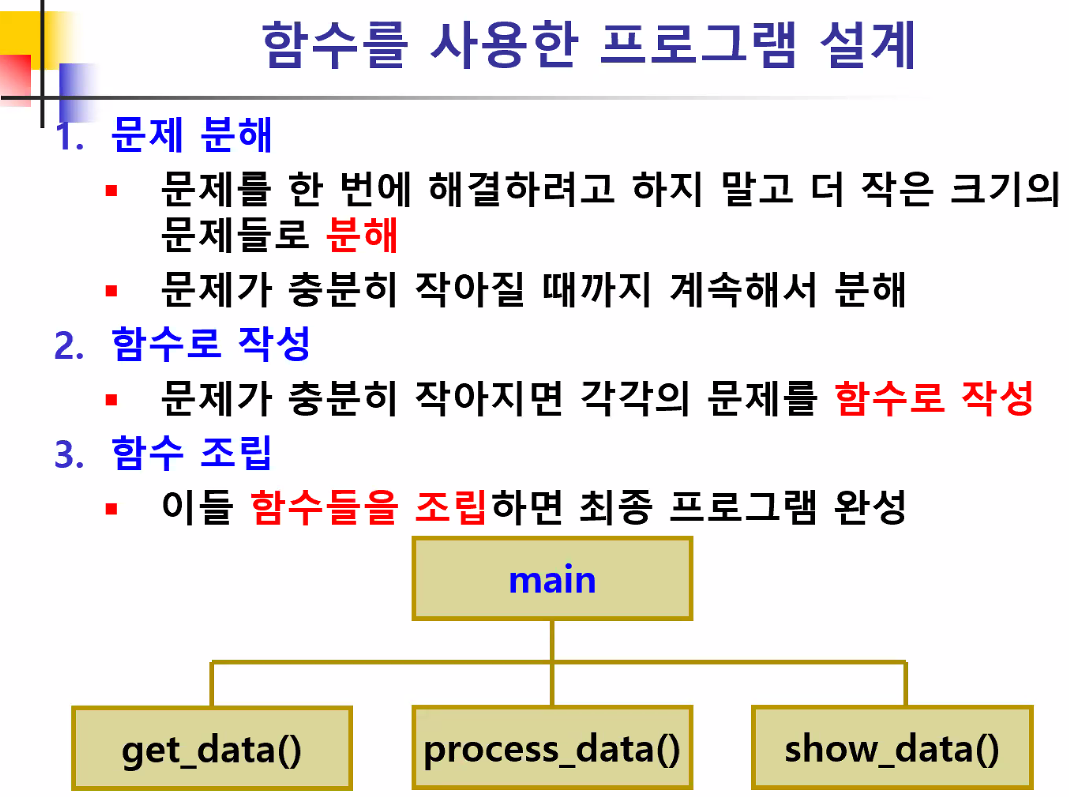 함수를 사용한 프로그램 설계
1. 문제 분해
▪ 문제를 한 번에 해결하려고 하지 말고 더 작은 크기의
문제들로 분해
▪ 문제가 충분히 작아질 때까지 계속해서 분해
2. 함수로 작성
▪ 문제가 충분히 작아지면 각각의 문제를 함수로 작성
3. 함수 조립
▪ 이들 함수들을 조립하면 최종 프로그램 완성
main
get_data()
process_data()
show_data()